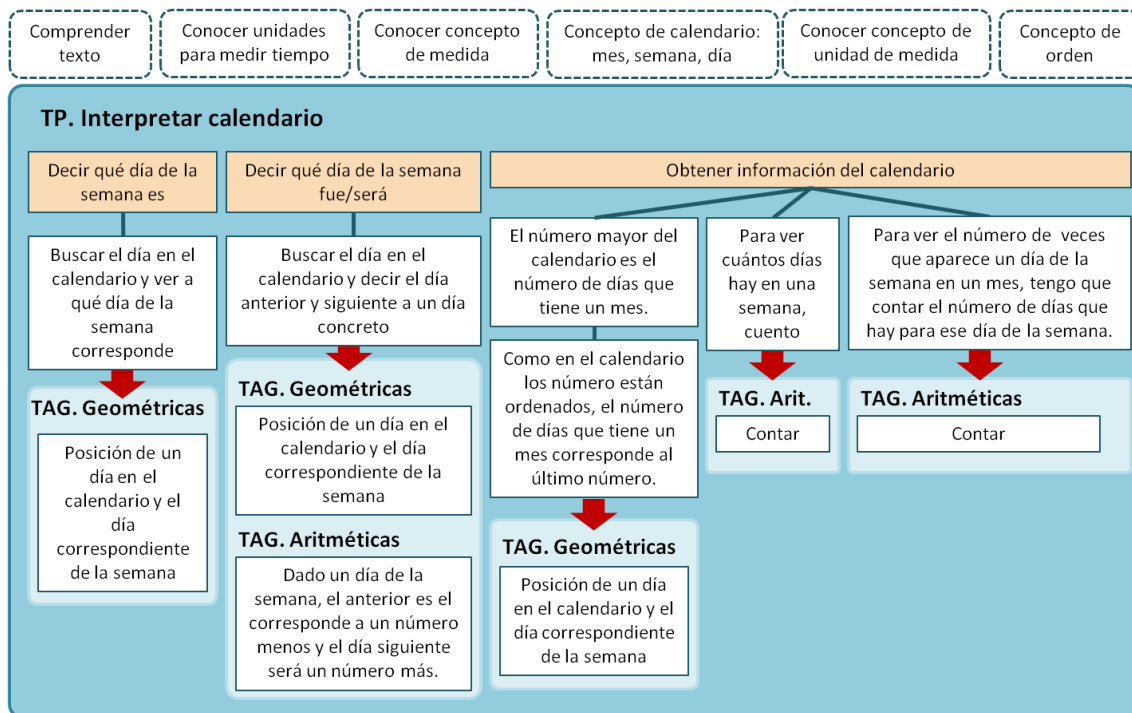 Comprender
texto
Conocer unidades
para medir tiempo
Conocer concepto
de medida
Concepto de calendario:
mes, semana, día
Conocer concepto de
unidad de medida
Concepto de
orden
TP. Interpretar calendario
Decir qué día de la
semana es
Buscar el día en el
calendario y ver a
qué día de la
semana
corresponde
TAG. Geométricas
Posición de un
día en el
calendario y el
día
correspondiente
de la semana
Decir qué día de la semana
fue/será
Buscar el día en el
calendario y decir el día
anterior y siguiente a un día
concreto
TAG. Geométricas
Posición de un día en el
calendario y el día
correspondiente de la
semana
TAG. Aritméticas
Dado un día de la
semana, el anterior es el
corresponde a un número
menos y el día siguiente
será un número más.
Obtener información del calendario
El número mayor del
calendario es el
número de días que
tiene un mes.
Como en el calendario
los número están
ordenados, el número
de días que tiene un
mes corresponde al
último número.
TAG. Geométricas
Posición de un día
en el calendario y el
día correspondiente
de la semana
Para ver
cuántos días
hay en una
semana,
cuento
TAG. Arit.
Contar
Para ver el número de veces
que aparece un día de la
semana en un mes, tengo que
contar el número de días que
hay para ese día de la semana.
TAG. Aritméticas
Contar